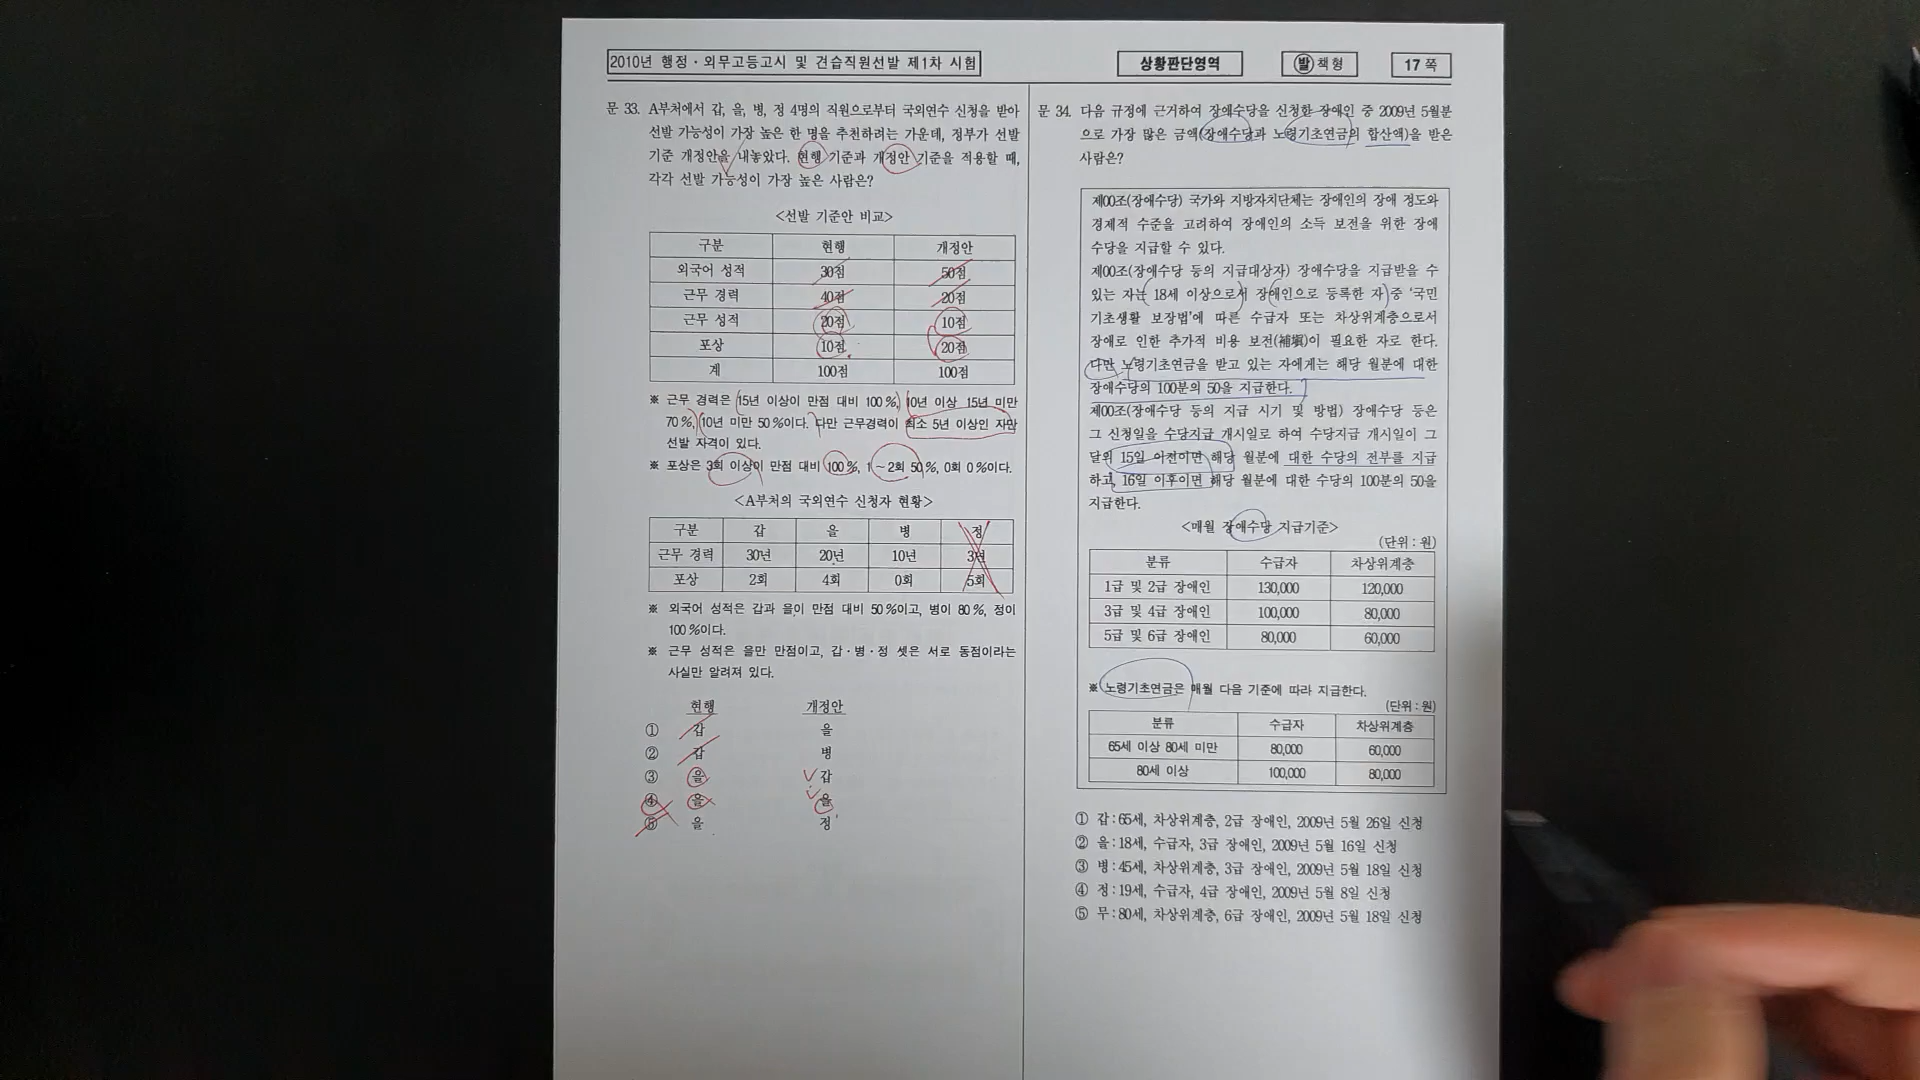 2010년 행정·외무고등고시 및 견습직원선발 제1차 시험
상황판단영역
발 책형
17 쪽
문 33. A부처에서 갑, 을, 병, 정 4명의 직원으로부터 국외연수 신청을 받아
선발 가능성이 가장 높은 한 명을 추천하려는 가운데, 정부가 선발
기준 개정안을 내놓았다. 현행 기준과 개정안 기준을 적용할 때,
각각 선발 가능성이 가장 높은 사람은?
<선발 기준안 비교>
구분 현행 개정안
외국어 성적 30점 50점
근무 경력 40점 20점
근무 성적 20점 10점
포상 10점 20점
계 100점 100점
※ 근무 경력은 15년 이상이 만점 대비 100%, 10년 이상 15년 미만
70%, 10년 미만 50%이다. 다만 근무경력이 최소 5년 이상인 자만
선발 자격이 있다.
※ 포상은 3회 이상이 만점 대비 100%, 1~2회 50%, 0회 0%이다.
<A부처의 국외연수 신청자 현황>
구분 갑 을 병 정
근무 경력 30년 20년 10년 3년
포상 2회 4회 0회 5회
※ 외국어 성적은 갑과 을이 만점 대비 50%이고, 병이 80%, 정이
100%이다.
※ 근무 성적은 을만 만점이고, 갑·병·정 셋은 서로 동점이라는
사실만 알려져 있다.
현행 개정안
① 갑 을
② 갑 병
③ 을 갑
④ 을 을
⑤ 을 정
문 34. 다음 규정에 근거하여 장애수당을 신청한 장애인 중 2009년 5월분
으로 가장 많은 금액(장애수당과 노령기초연금의 합산액)을 받은
사람은?
제00조(장애수당) 국가와 지방자치단체는 장애인의 장애 정도와
경제적 수준을 고려하여 장애인의 소득 보전을 위한 장애
수당을 지급할 수 있다.
제00조(장애수당 등의 지급대상자) 장애수당을 지급받을 수
있는 자는 18세 이상으로서 장애인으로 등록한 자 중 '국민
기초생활 보장법'에 따른 수급자 또는 차상위계층으로서
장애로 인한 추가적 비용 보전(補塡)이 필요한 자로 한다.
다만 노령기초연금을 받고 있는 자에게는 해당 월분에 대한
장애수당의 100분의 50을 지급한다.
제00조(장애수당 등의 지급 시기 및 방법) 장애수당 등은
그 신청일을 수당지급 개시일로 하여 수당지급 개시일이 그
달의 15일 이전이면 해당 월분에 대한 수당의 전부를 지급
하고, 16일 이후이면 해당 월분에 대한 수당의 100분의 50을
지급한다.
<매월 장애수당 지급기준>
(단위 : 원)
분류 수급자 차상위계층
1급 및 2급 장애인 130,000 120,000
3급 및 4급 장애인 100,000 80,000
5급 및 6급 장애인 80,000 60,000
※ 노령기초연금은 매월 다음 기준에 따라 지급한다.
(단위 : 원)
분류 수급자 차상위계층
65세 이상 80세 미만 80,000 60,000
80세 이상 100,000 80,000
① 갑 : 65세, 차상위계층, 2급 장애인, 2009년 5월 26일 신청
② 을 : 18세, 수급자, 3급 장애인, 2009년 5월 16일 신청
③ 병 : 45세, 차상위계층, 3급 장애인, 2009년 5월 18일 신청
④ 정 : 19세, 수급자, 4급 장애인, 2009년 5월 8일 신청
⑤ 무 : 80세, 차상위계층, 6급 장애인, 2009년 5월 18일 신청